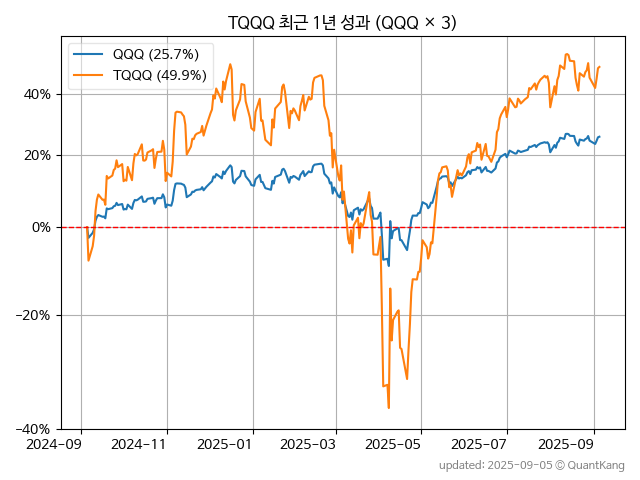 TQQQ 최근 1년 성과 (QQQ × 3)
QQQ (25.7%)
TQQQ (49.9%)
40%
20%
0%
−20%
−40%
2024-09 2024-11 2025-01 2025-03 2025-05 2025-07 2025-09
updated: 2025-09-05 © QuantKang